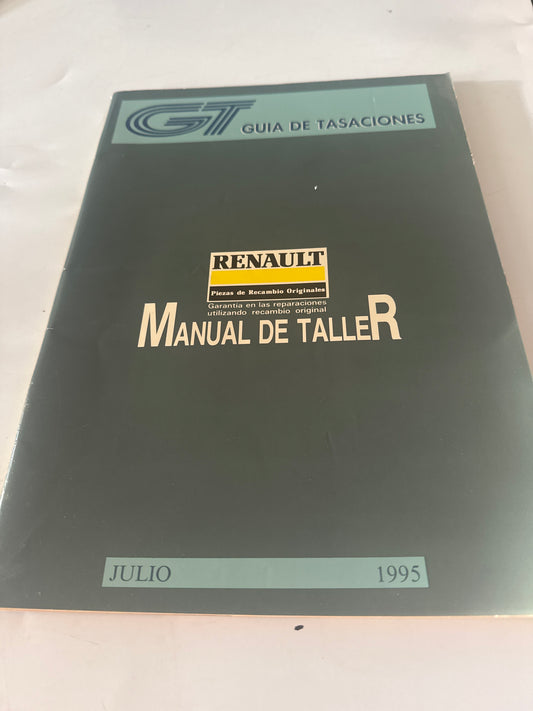 GT GUIA DE TASACIONES
RENAULT
Piezas de Recambio Originales
Garantía en las reparaciones
utilizando recambio original
MANUAL DE TALLER
JULIO 1995